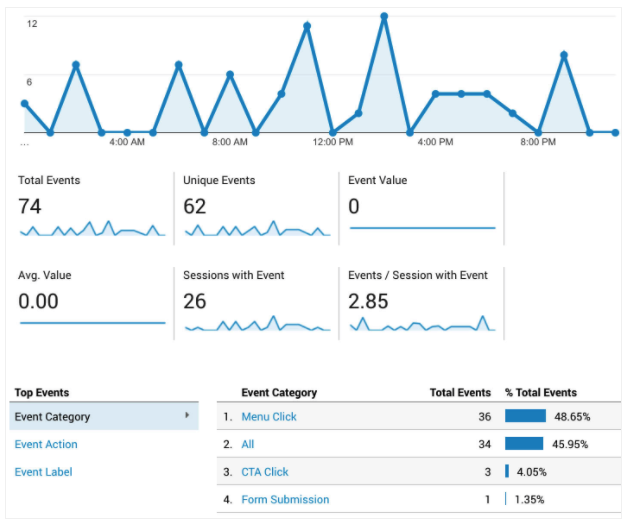 12
6
...
4:00 AM 8:00 AM 12:00 PM 4:00 PM 8:00 PM
Total Events Unique Events Event Value
74 62 0
Avg. Value Sessions with Event Events / Session with Event
0.00 26 2.85
Top Events Event Category Total Events % Total Events
Event Category 1. Menu Click 36 48.65%
Event Action 2. All 34 45.95%
Event Label 3. CTA Click 3 4.05%
4. Form Submission 1 1.35%